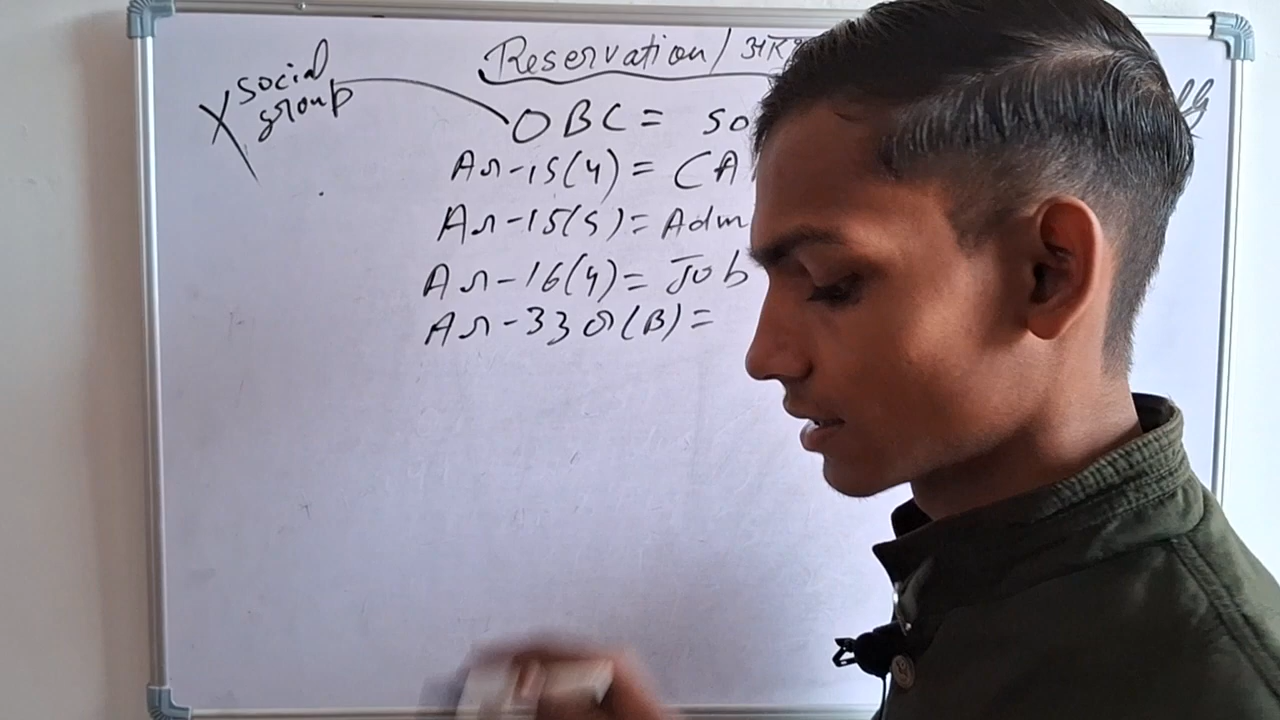 Reservation / आरक्ष
social
group
OBC = so
Ar-15(4) = CA
Ar-15(5) = Adm
Ar-16(4) = Job
Ar-330(B) =